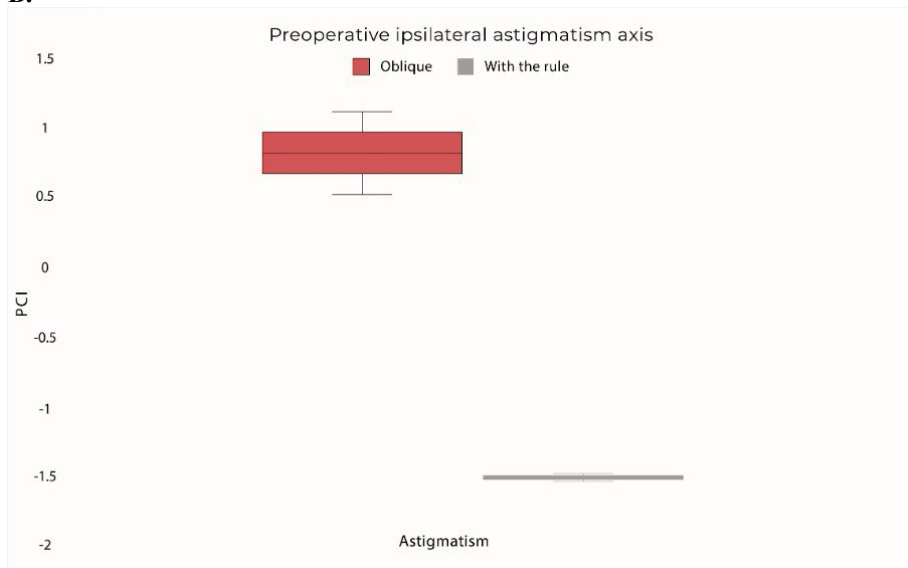 B.
Preoperative ipsilateral astigmatism axis
Oblique With the rule
1.5
1
0.5
0
PCI
-0.5
-1
-1.5
-2
Astigmatism